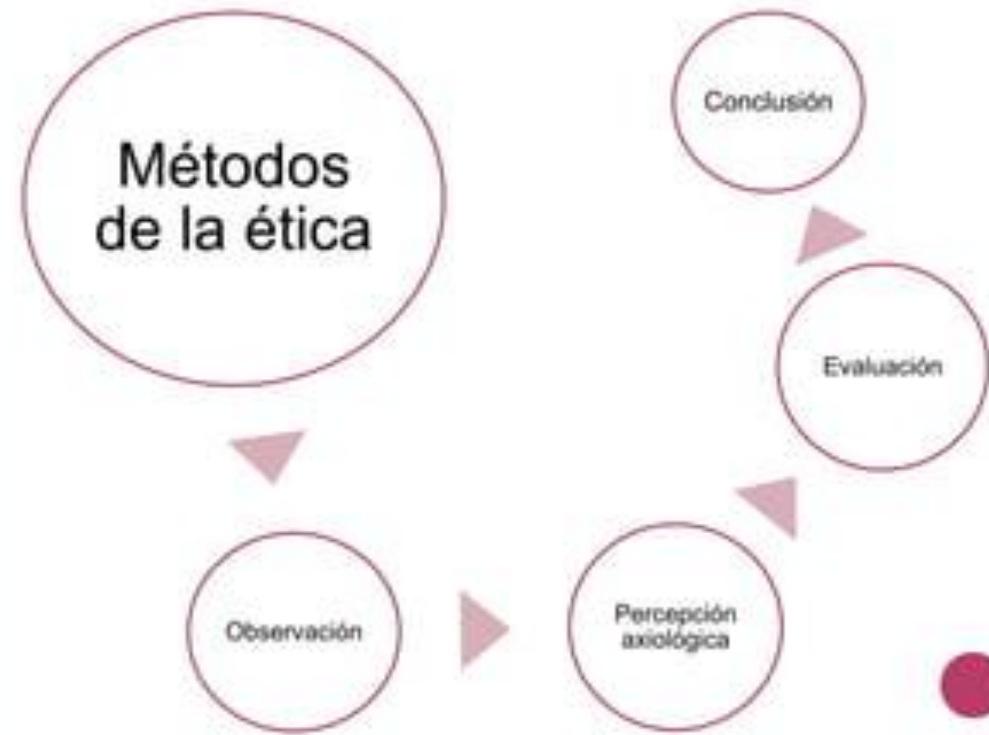 Métodos
de la ética
Conclusión
Evaluación
Observación
Percepción
axiológica